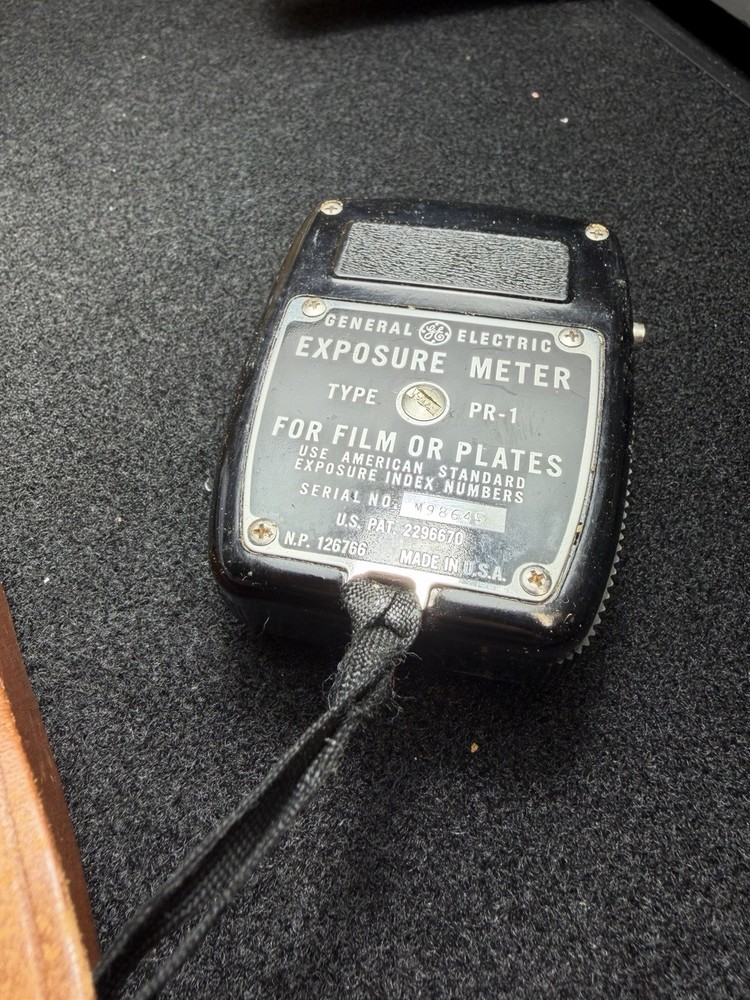 GENERAL GE ELECTRIC
EXPOSURE METER
TYPE PR-1
FOR FILM OR PLATES
USE AMERICAN STANDARD
EXPOSURE INDEX NUMBERS
SERIAL NO. M98645
U.S. PAT. 2296670
N.P. 126766 MADE IN U.S.A.